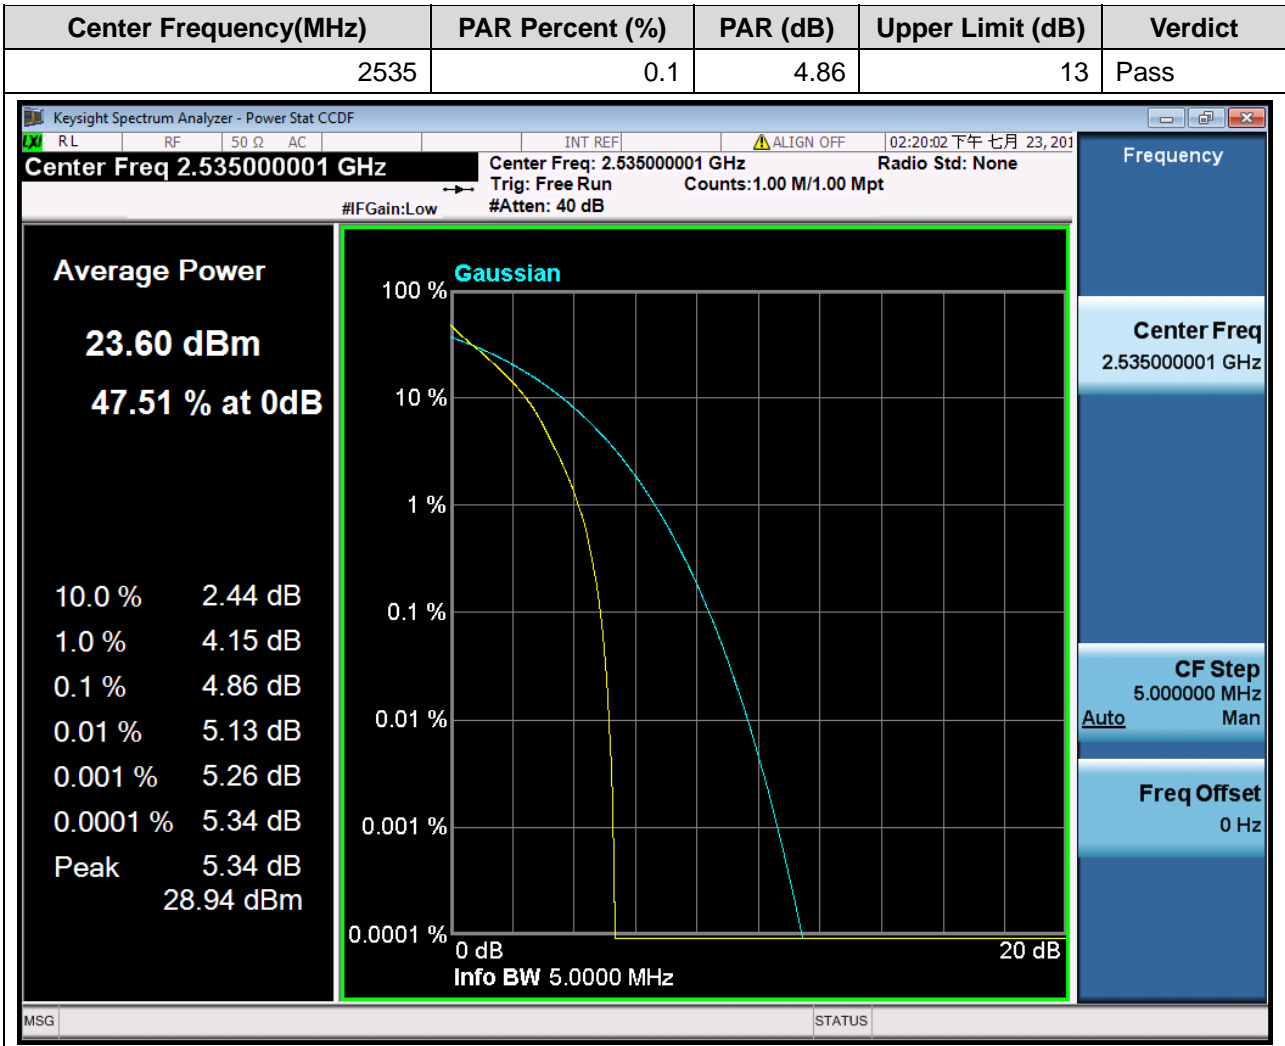 Center Frequency(MHz) PAR Percent (%) PAR (dB) Upper Limit (dB) Verdict
2535 0.1 4.86 13 Pass
Keysight Spectrum Analyzer - Power Stat CCDF
LXI RL RF 50 Ω AC INT REF ALIGN OFF 02:20:02 下午 七月 23, 201
Center Freq 2.535000001 GHz
Center Freq: 2.535000001 GHz Radio Std: None
Trig: Free Run Counts:1.00 M/1.00 Mpt
#IFGain:Low #Atten: 40 dB
Average Power
23.60 dBm
47.51 % at 0dB
10.0 % 2.44 dB
1.0 % 4.15 dB
0.1 % 4.86 dB
0.01 % 5.13 dB
0.001 % 5.26 dB
0.0001 % 5.34 dB
Peak 5.34 dB
28.94 dBm
Gaussian
100 %
10 %
1 %
0.1 %
0.01 %
0.001 %
0.0001 %
0 dB 20 dB
Info BW 5.0000 MHz
Frequency
Center Freq
2.535000001 GHz
CF Step
5.000000 MHz
Auto Man
Freq Offset
0 Hz
MSG STATUS